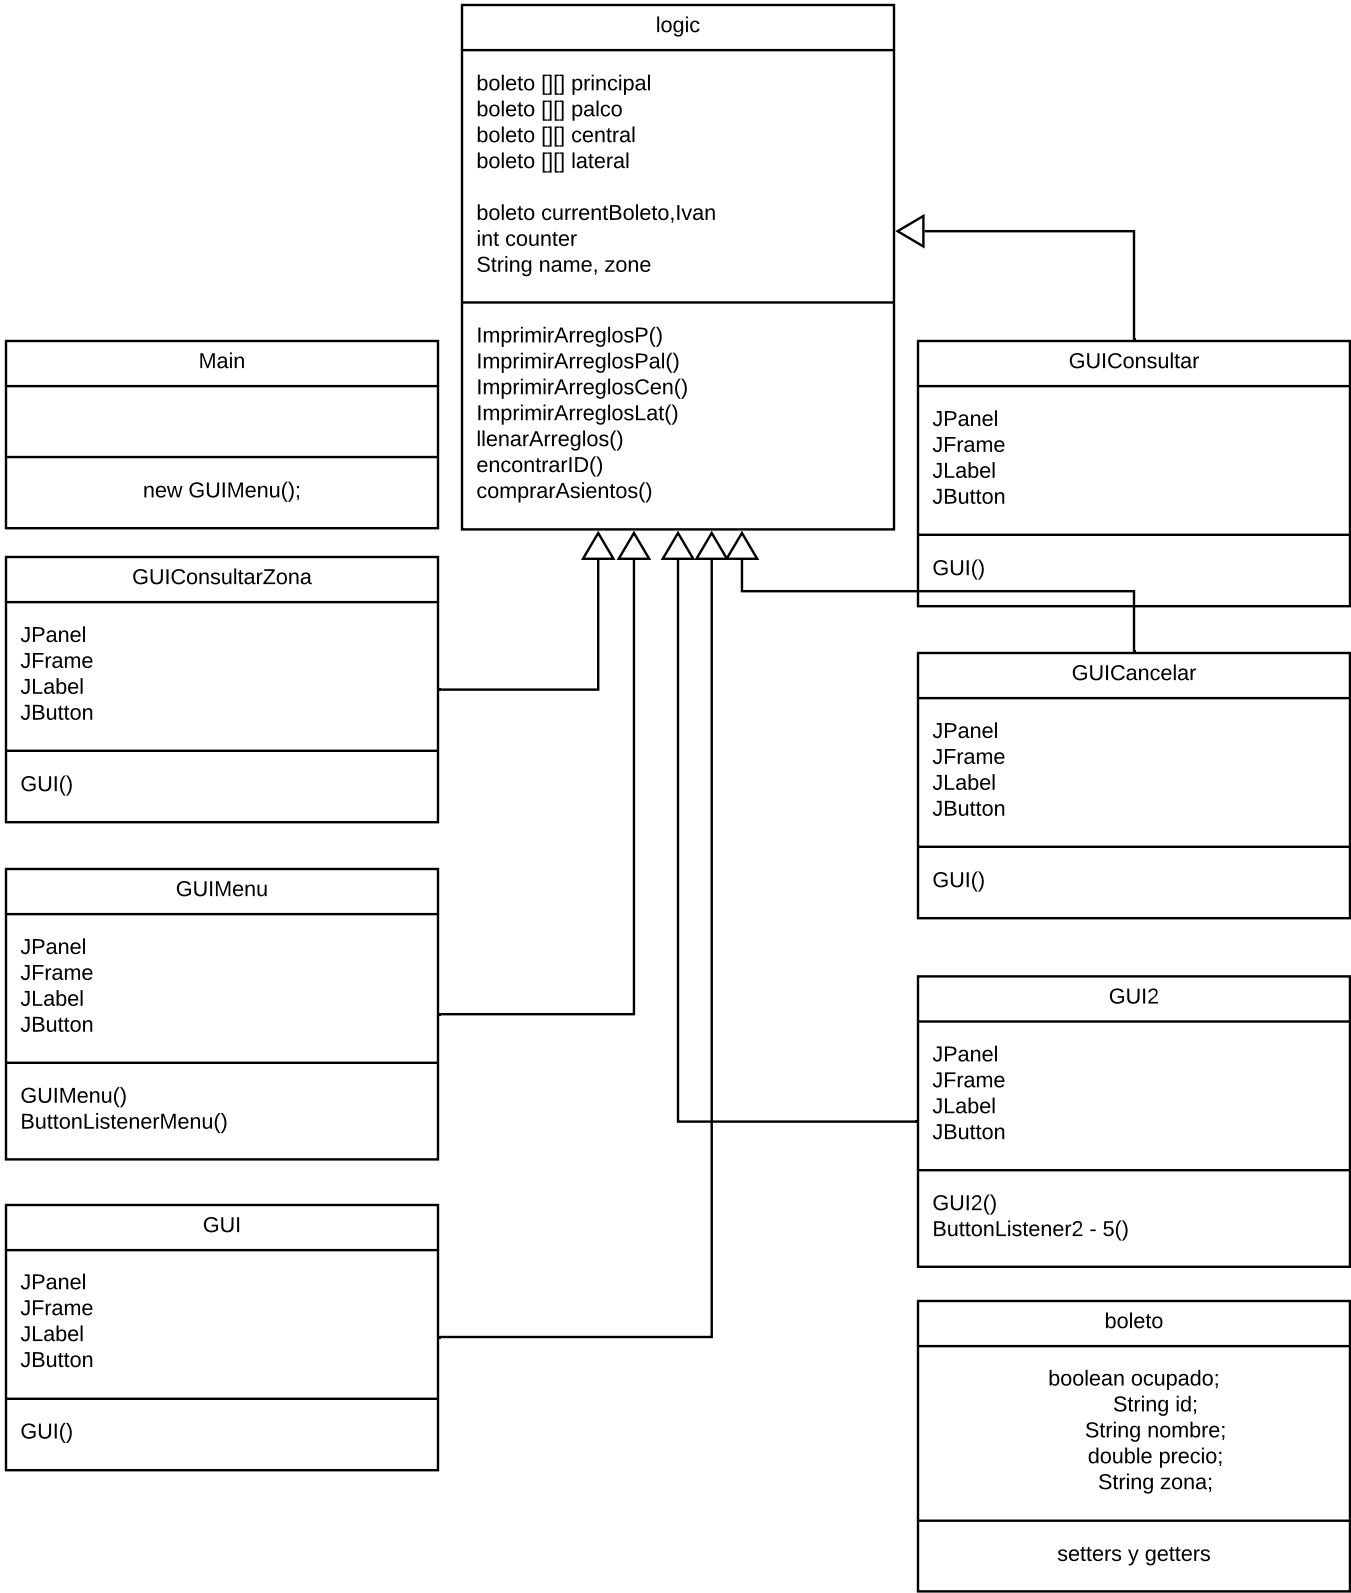 logic
boleto [][] principal
boleto [][] palco
boleto [][] central
boleto [][] lateral
boleto currentBoleto,Ivan
int counter
String name, zone
ImprimirArreglosP()
ImprimirArreglosPal()
ImprimirArreglosCen()
ImprimirArreglosLat()
llenarArreglos()
encontrarID()
comprarAsientos()
Main
new GUIMenu();
GUIConsultar
JPanel
JFrame
JLabel
JButton
GUI()
GUIConsultarZona
JPanel
JFrame
JLabel
JButton
GUI()
GUICancelar
JPanel
JFrame
JLabel
JButton
GUI()
GUIMenu
JPanel
JFrame
JLabel
JButton
GUIMenu()
ButtonListenerMenu()
GUI2
JPanel
JFrame
JLabel
JButton
GUI2()
ButtonListener2 - 5()
GUI
JPanel
JFrame
JLabel
JButton
GUI()
boleto
boolean ocupado;
String id;
String nombre;
double precio;
String zona;
setters y getters